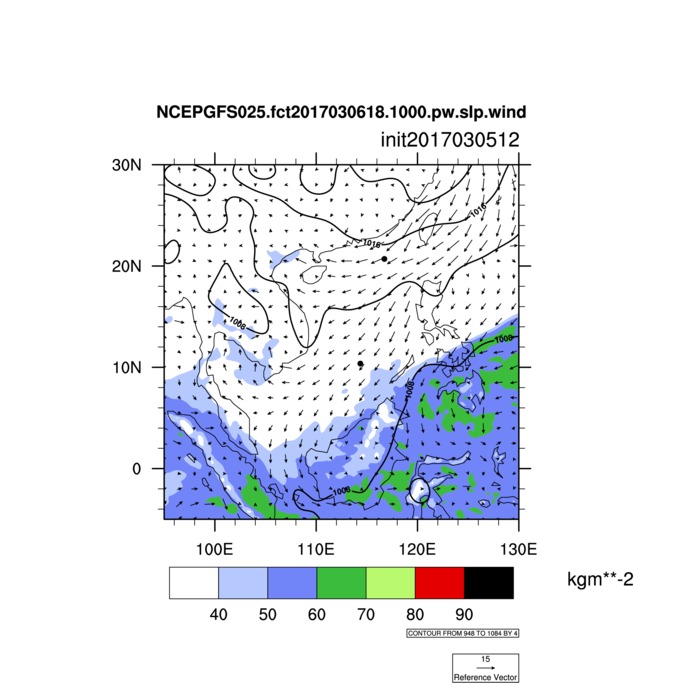 NCEPGFS025.fct2017030618.1000.pw.slp.wind
init2017030512
30N
1016
1016
20N
1008
1008
10N
1008
0
1008
100E 110E 120E 130E
kgm**-2
40 50 60 70 80 90
CONTOUR FROM 948 TO 1084 BY 4
15
Reference Vector